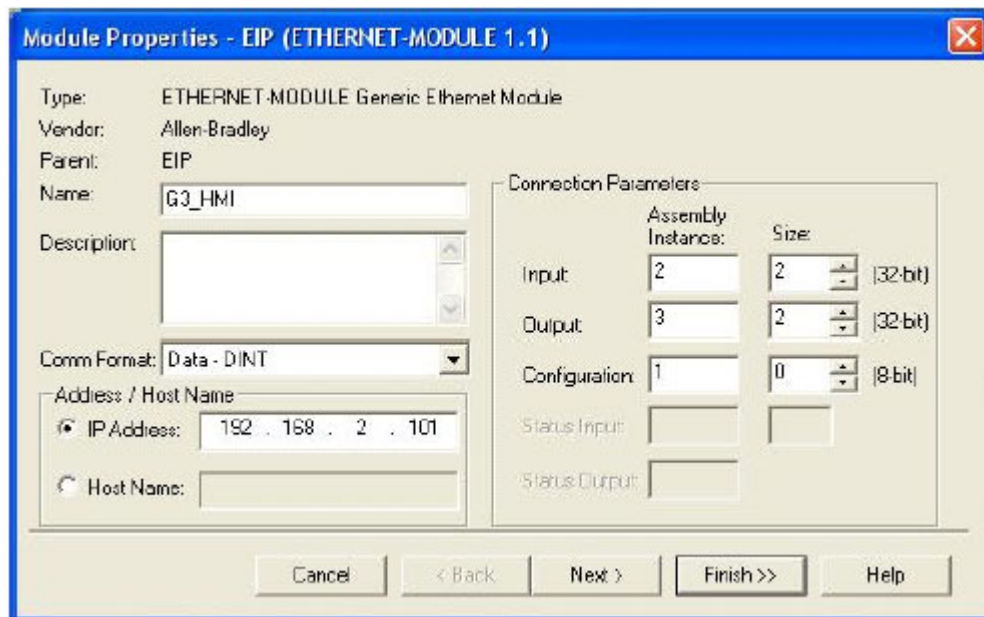 Module Properties - EIP (ETHERNET-MODULE 1.1)
Type: ETHERNET-MODULE Generic Ethernet Module
Vendor: Allen-Bradley
Parent: EIP
Name: G3_HMI
Description:
Comm Format: Data - DINT
Address / Host Name
IP Address: 192 . 168 . 2 . 101
Host Name:
Connection Parameters
Assembly Instance: Size:
Input: 2 2 (32-bit)
Output: 3 2 (32-bit)
Configuration: 1 0 (8-bit)
Status Input:
Status Output:
Cancel < Back Next > Finish >> Help